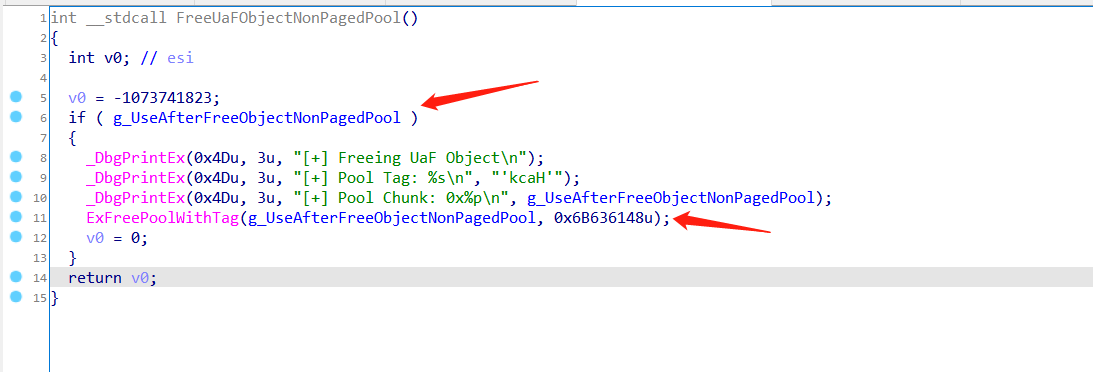 1 int __stdcall FreeUaFObjectNonPagedPool()
2 {
3 int v0; // esi
4
5 v0 = -1073741823;
6 if ( g_UseAfterFreeObjectNonPagedPool )
7 {
8 _DbgPrintEx(0x4Du, 3u, "[+] Freeing UaF Object\n");
9 _DbgPrintEx(0x4Du, 3u, "[+] Pool Tag: %s\n", "'kcaH'");
10 _DbgPrintEx(0x4Du, 3u, "[+] Pool Chunk: 0x%p\n", g_UseAfterFreeObjectNonPagedPool);
11 ExFreePoolWithTag(g_UseAfterFreeObjectNonPagedPool, 0x6B636148u);
12 v0 = 0;
13 }
14 return v0;
15 }